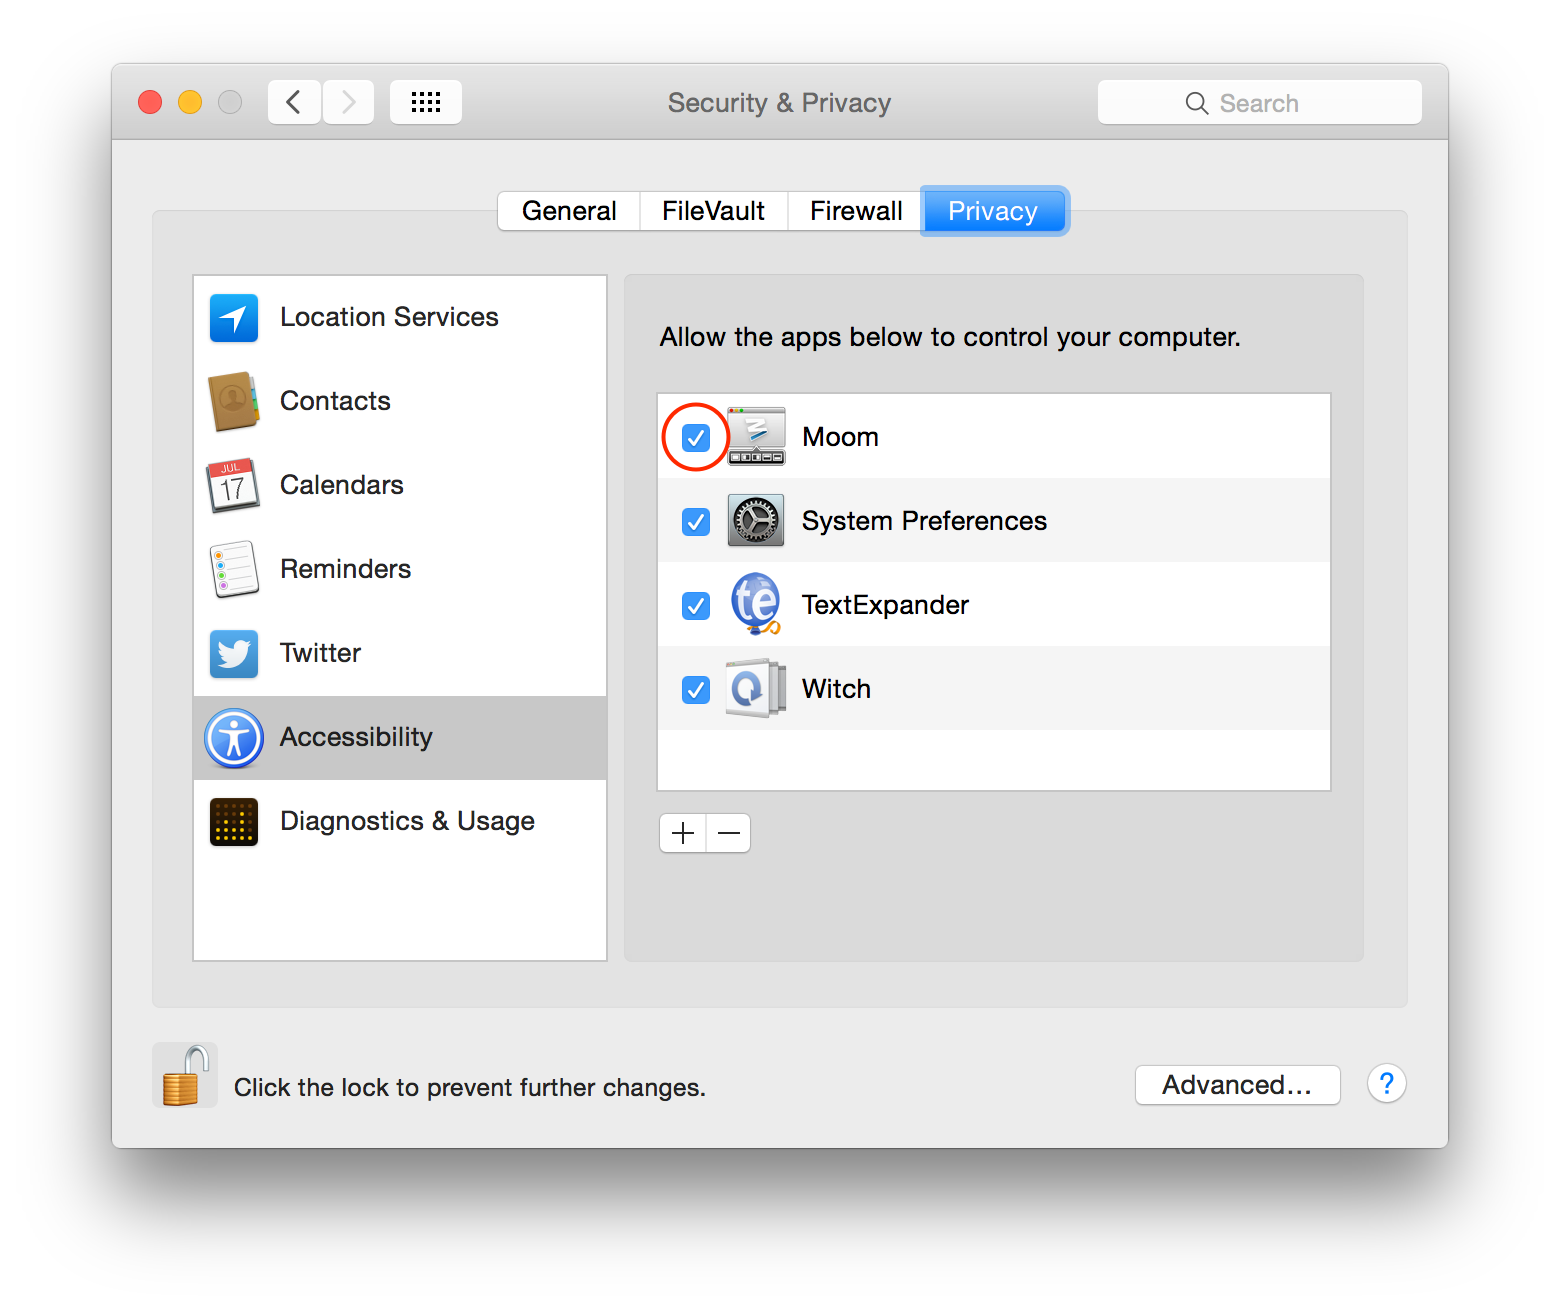 Security & Privacy
Search
General
FileVault
Firewall
Privacy
Location Services
Contacts
JUL
17
Calendars
Reminders
Twitter
Accessibility
Diagnostics & Usage
Allow the apps below to control your computer.
M
Moom
System Preferences
te
TextExpander
Witch
Click the lock to prevent further changes.
Advanced...
?